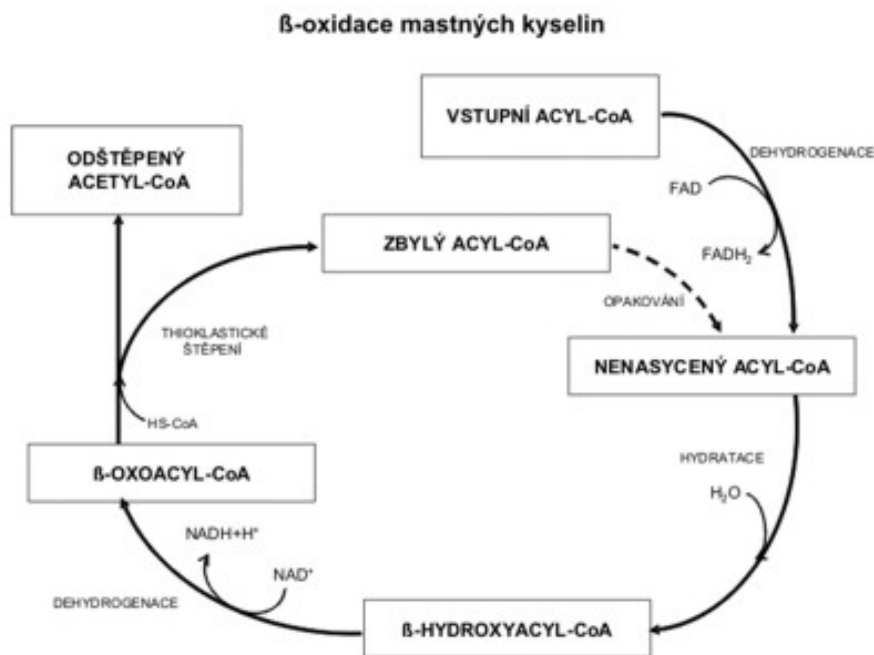 ß-oxidace mastných kyselin
VSTUPNÍ ACYL-CoA
ODŠTĚPENÝ
ACETYL-CoA
DEHYDROGENACE
FAD
ZBYLÝ ACYL-CoA
FADH₂
OPAKOVÁNÍ
THIOKLASTICKÉ
ŠTĚPENÍ
NENASYCENÝ ACYL-CoA
HS-CoA
HYDRATACE
ß-OXOACYL-CoA
H₂O
NADH+H⁺
NAD⁺
DEHYDROGENACE
ß-HYDROXYACYL-CoA